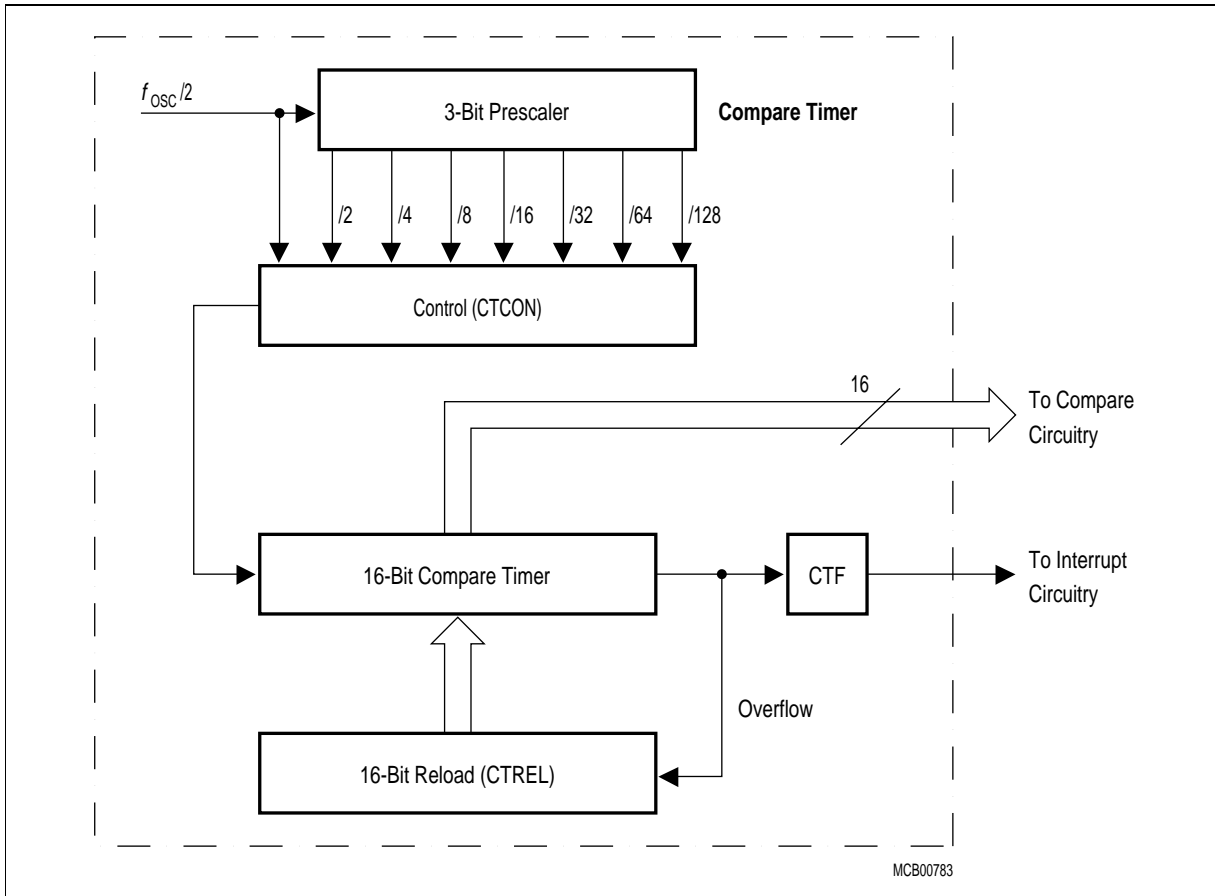 f OSC /2
3-Bit Prescaler
Compare Timer
/2
/4
/8
/16
/32
/64
/128
Control (CTCON)
16
To Compare
Circuitry
16-Bit Compare Timer
CTF
To Interrupt
Circuitry
Overflow
16-Bit Reload (CTREL)
MCB00783